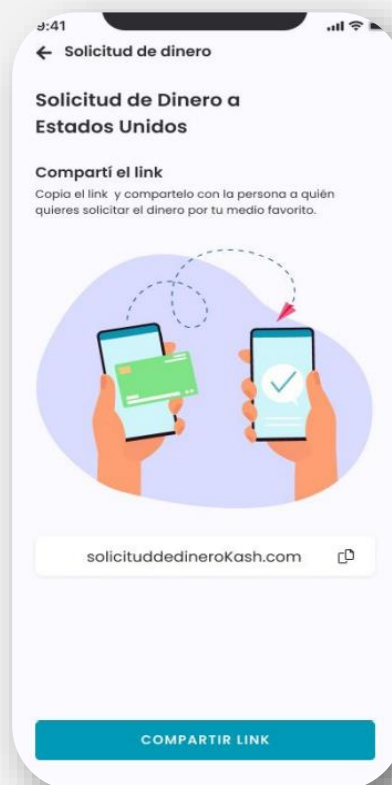 9:41
Solicitud de dinero
Solicitud de Dinero a
Estados Unidos
Compartí el link
Copia el link y compartelo con la persona a quién
quieres solicitar el dinero por tu medio favorito.
solicituddedineroKash.com
COMPARTIR LINK